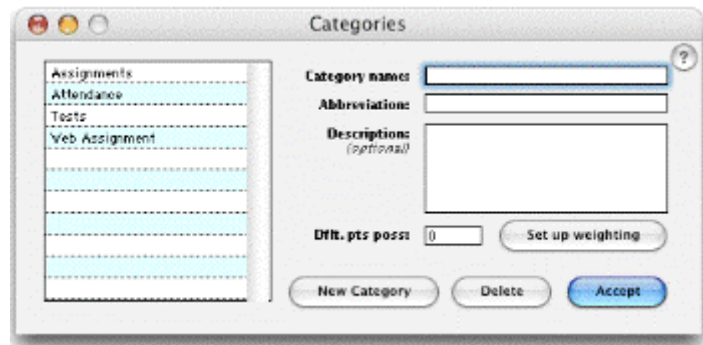 Categories
?
Assignments
Attendance
Tests
Web Assignment
Category name:
Abbreviation:
Description:
(optional)
Dflt. pts poss: 0
Set up weighting
New Category
Delete
Accept